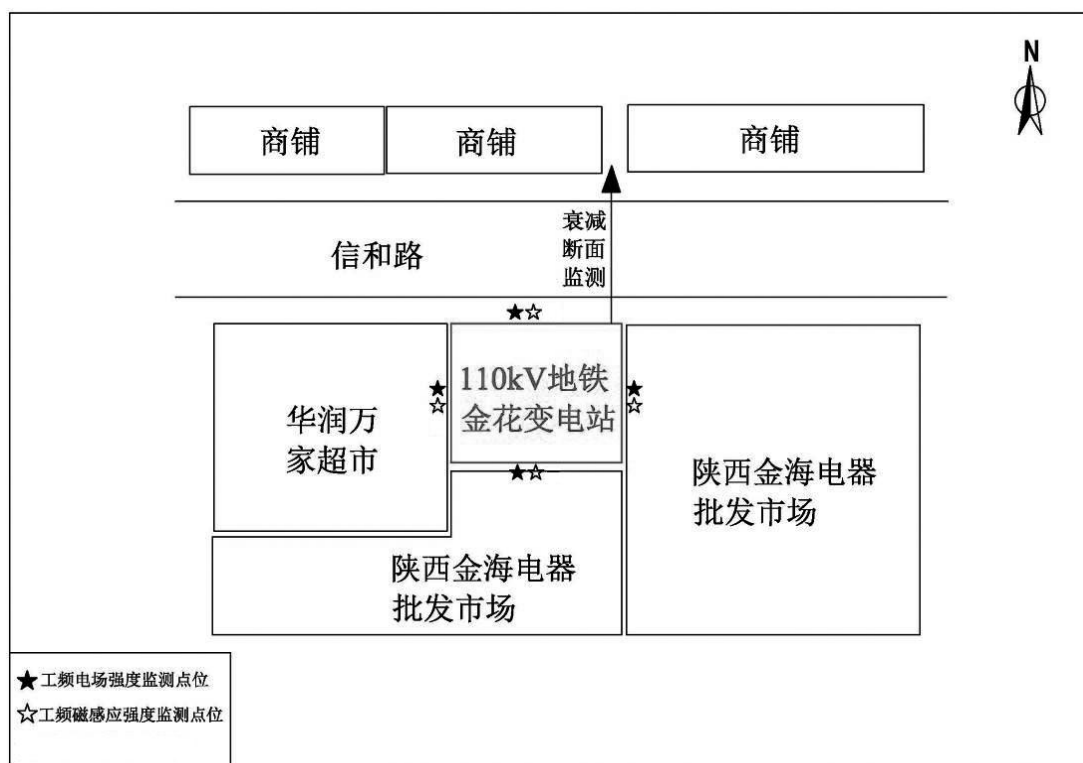 N
商铺
商铺
商铺
衰减
断面
监测
信和路
110kV地铁
金花变电站
华润万
家超市
陕西金海电器
批发市场
陕西金海电器
批发市场
★工频电场强度监测点位
☆工频磁感应强度监测点位